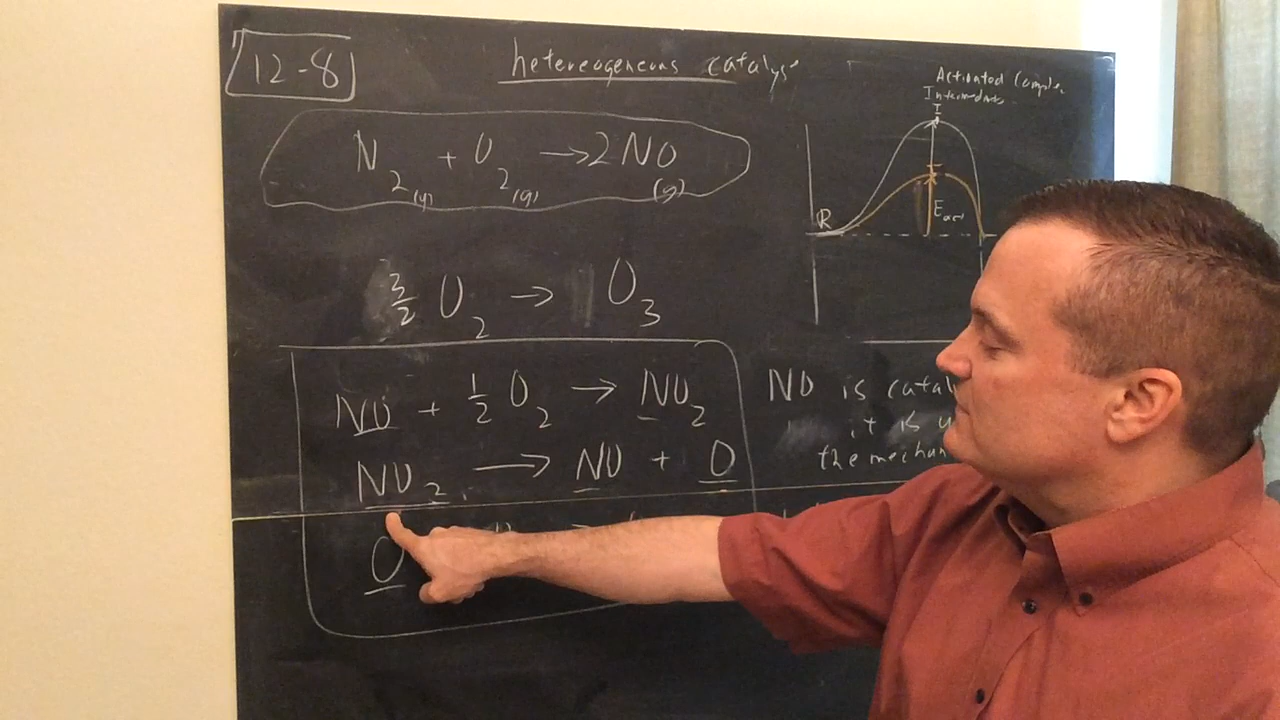 12-8
heterogeneous catalys
N2(g) + O2(g) → 2NO(g)
3/2 O2 → O3
NO + 1/2 O2 → NO2
NO2 → NO + O
O
Activated Comple
Intermediate
I
I
R
Eact
NO is catal
it is u
the mechan